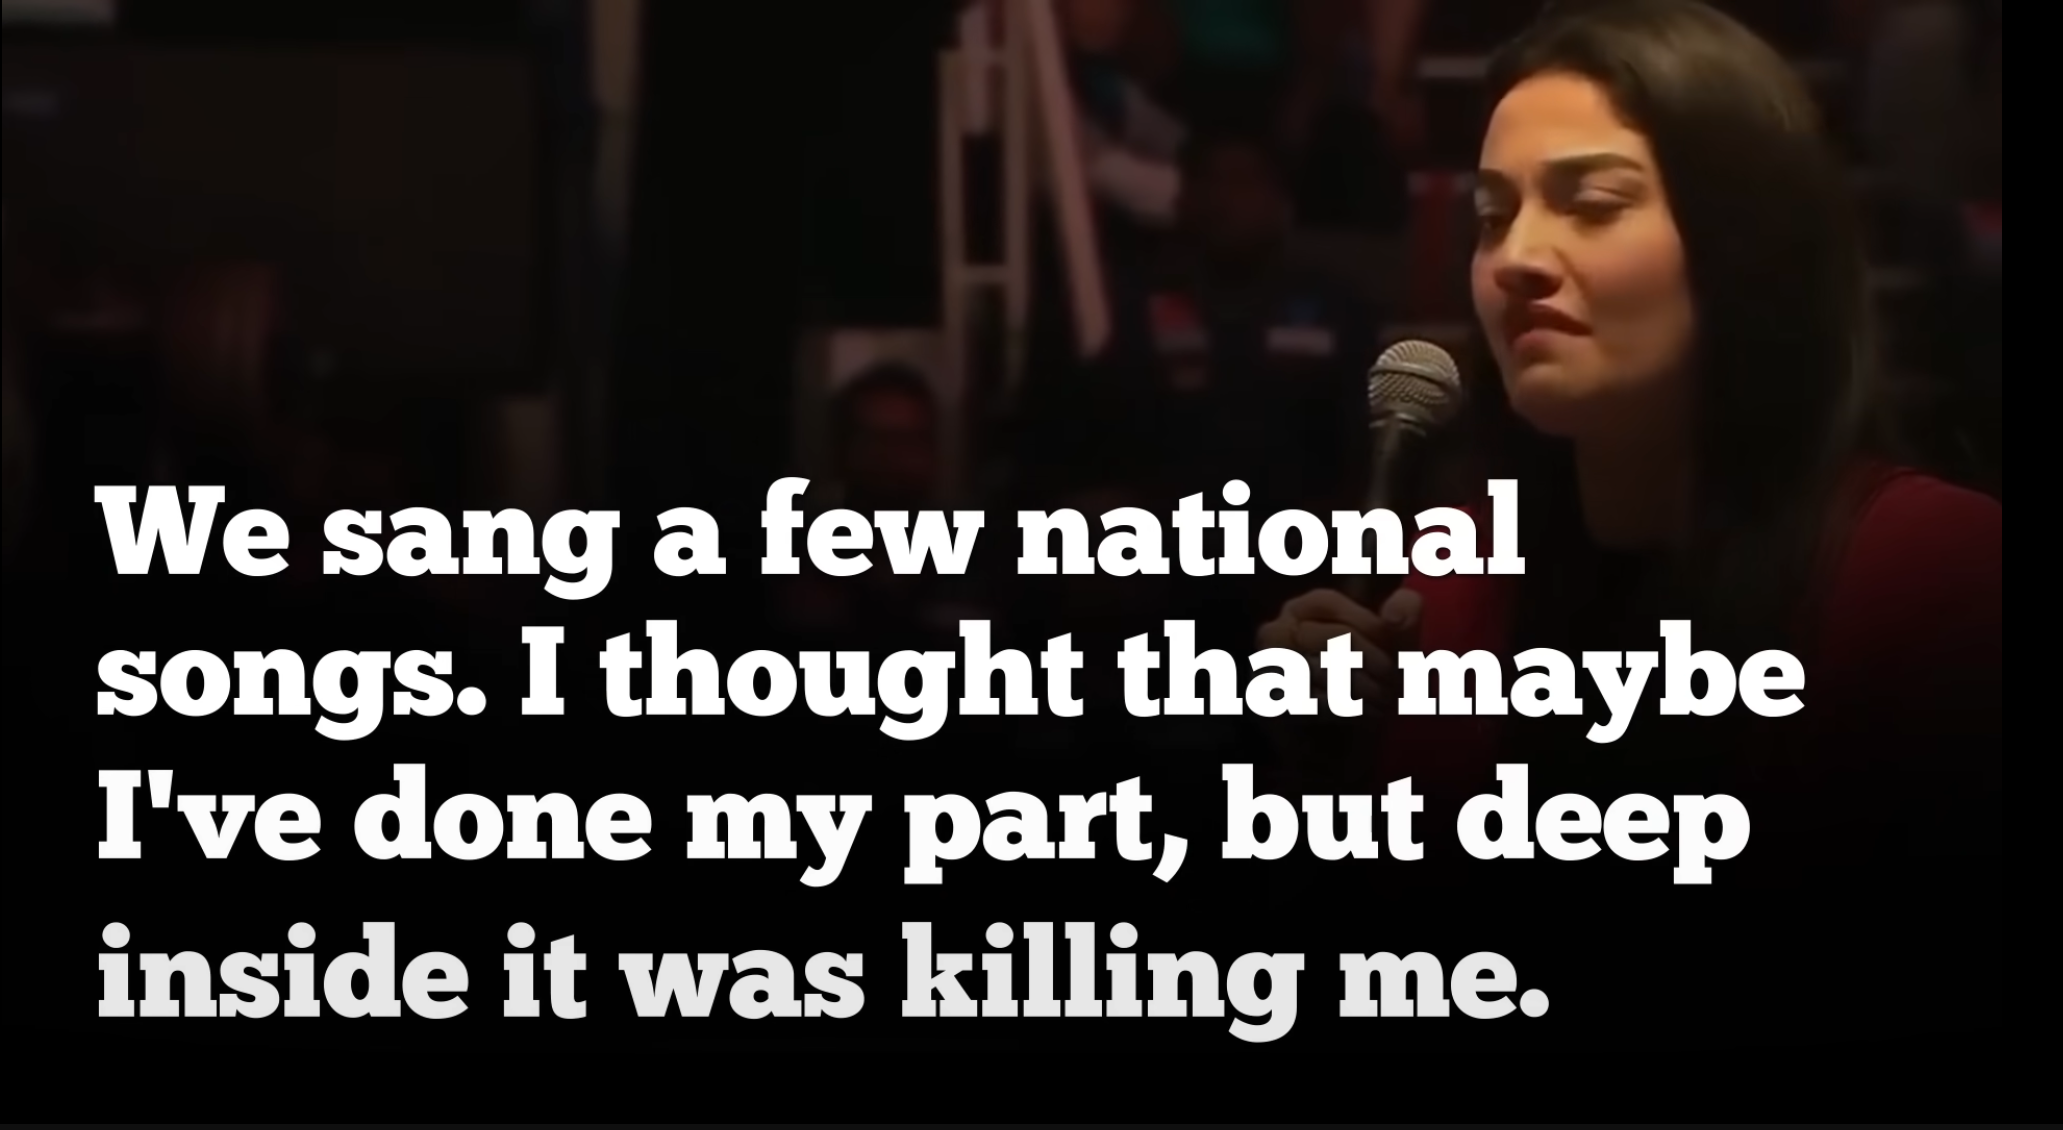 We sang a few national
songs. I thought that maybe
I've done my part, but deep
inside it was killing me.